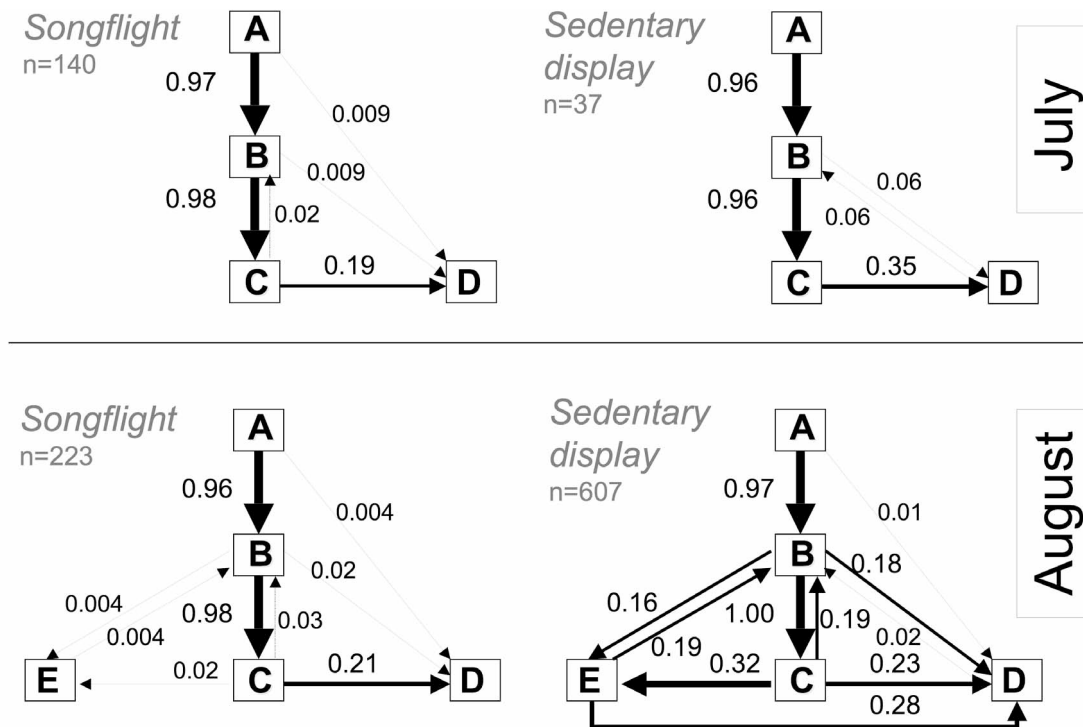 Songflight
n=140
A
0.97
0.009
B
0.009
0.98
0.02
C
0.19
D
Sedentary
display
n=37
A
0.96
B
0.06
0.96
0.06
C
0.35
D
July
Songflight
n=223
A
0.96
0.004
B
0.02
0.004
0.98
0.03
0.004
0.02
E
C
0.21
D
Sedentary
display
n=607
A
0.97
0.01
B
0.18
0.16
1.00
0.19
0.19
0.02
0.32
0.23
E
C
D
0.28
August